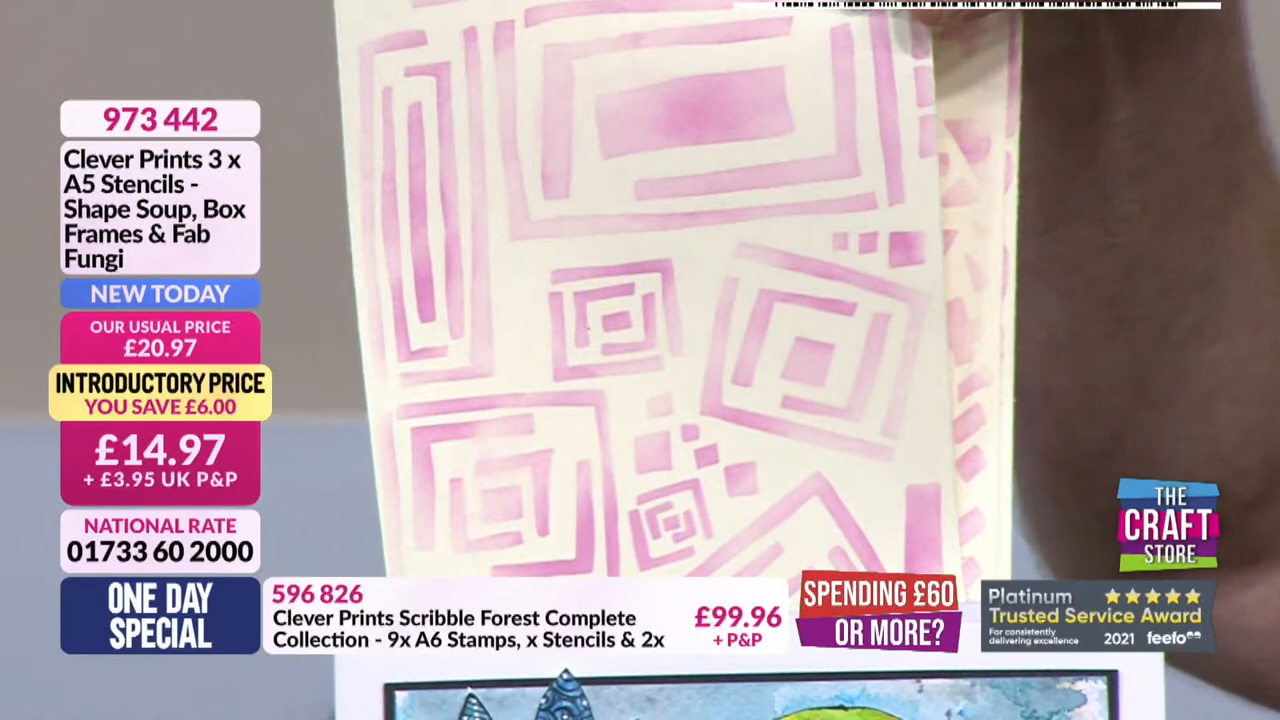 973 442
Clever Prints 3 x
A5 Stencils -
Shape Soup, Box
Frames & Fab
Fungi
NEW TODAY
OUR USUAL PRICE
£20.97
INTRODUCTORY PRICE
YOU SAVE £6.00
£14.97
+ £3.95 UK P&P
NATIONAL RATE
01733 60 2000
ONE DAY
SPECIAL
596 826
Clever Prints Scribble Forest Complete
Collection - 9x A6 Stamps, x Stencils & 2x
£99.96
+ P&P
SPENDING £60
OR MORE?
THE
CRAFT
STORE
Platinum
Trusted Service Award
For consistently
delivering excellence
2021 feefo